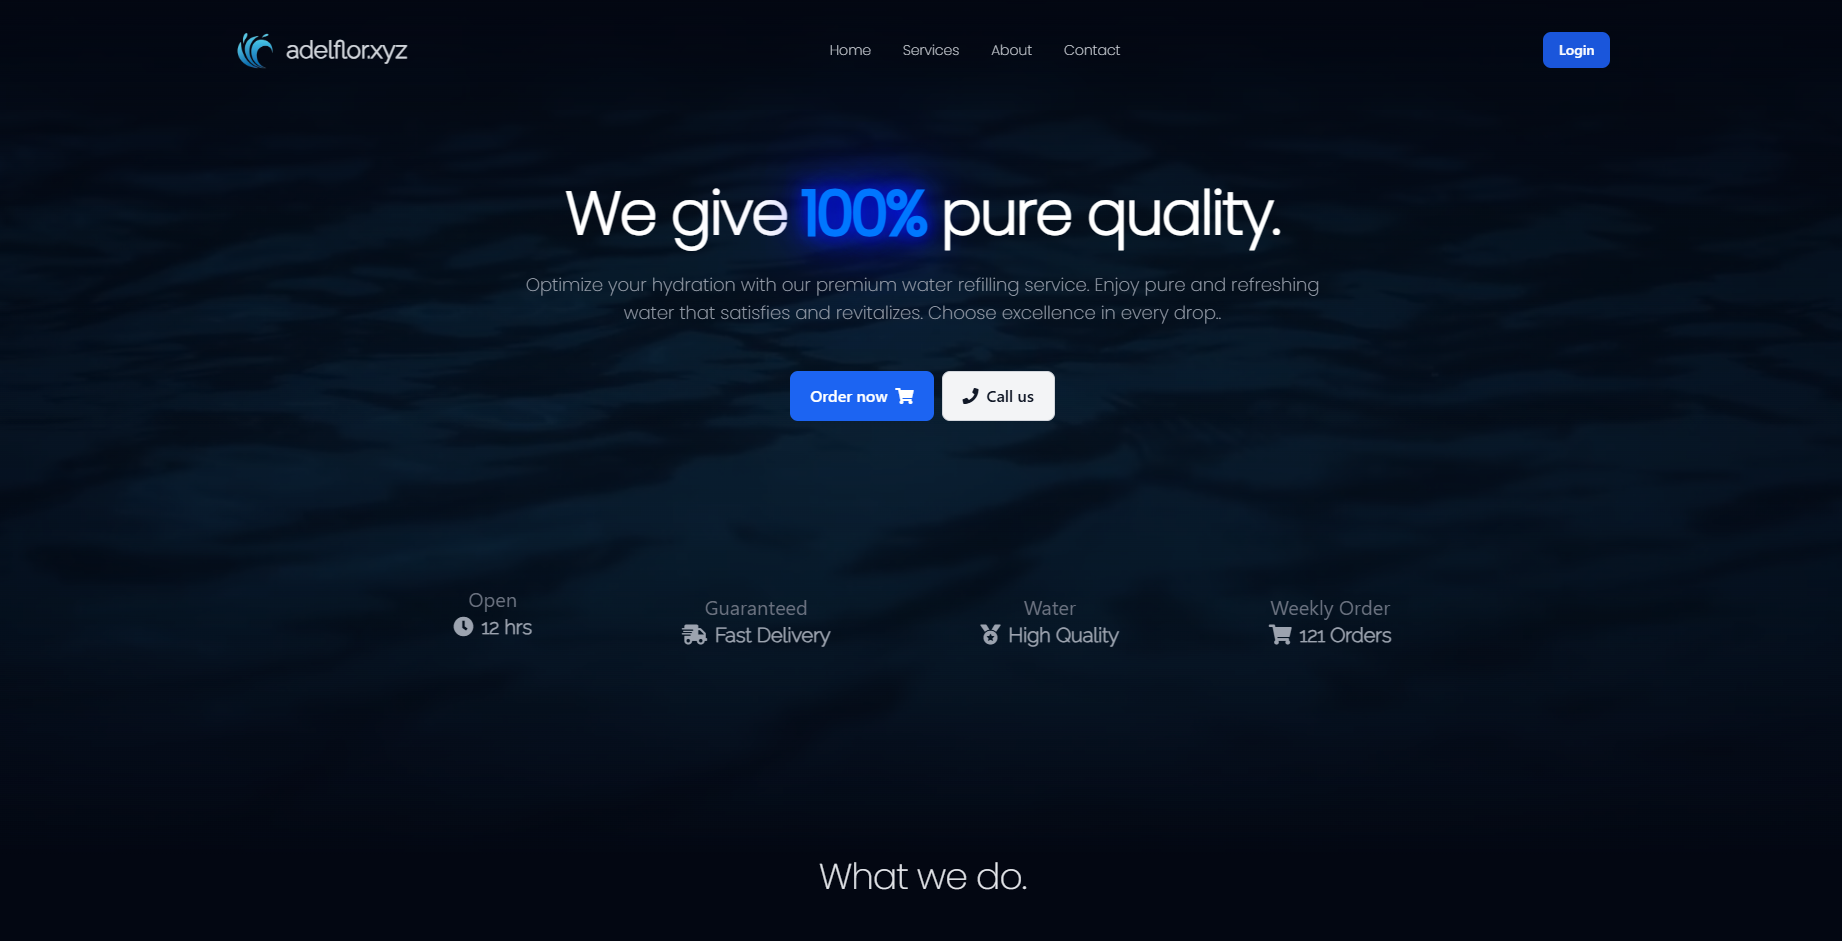 adelflor.xyz
Home
Services
About
Contact
Login
We give 100% pure quality.
Optimize your hydration with our premium water refilling service. Enjoy pure and refreshing
water that satisfies and revitalizes. Choose excellence in every drop..
Order now
Call us
Open
12 hrs
Guaranteed
Fast Delivery
Water
High Quality
Weekly Order
121 Orders
What we do.